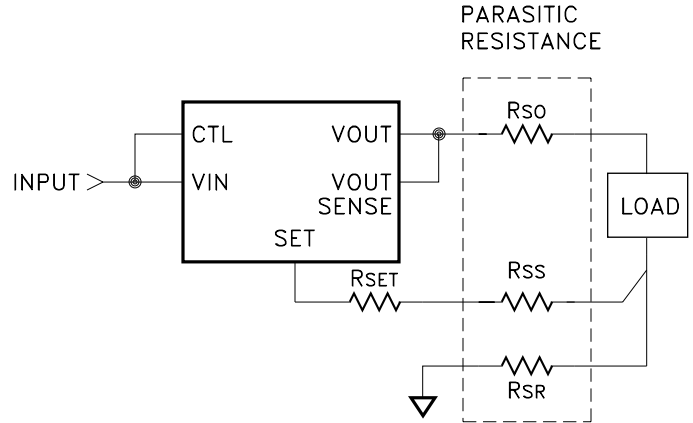 PARASITIC
RESISTANCE
RSO
CTL
VOUT
INPUT
VIN
VOUT
SENSE
LOAD
SET
RSET
RSS
RSR